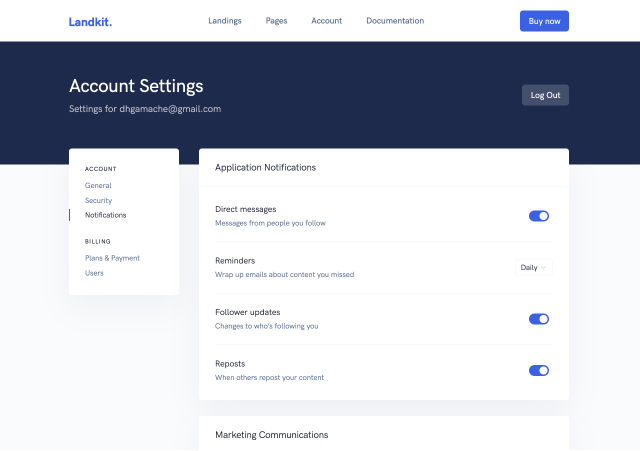 Landkit.
Landings
Pages
Account
Documentation
Buy now
Account Settings
Settings for dhgamache@gmail.com
Log Out
ACCOUNT
General
Security
Notifications
BILLING
Plans & Payment
Users
Application Notifications
Direct messages
Messages from people you follow
Reminders
Wrap up emails about content you missed
Daily
Follower updates
Changes to who's following you
Reposts
When others repost your content
Marketing Communications